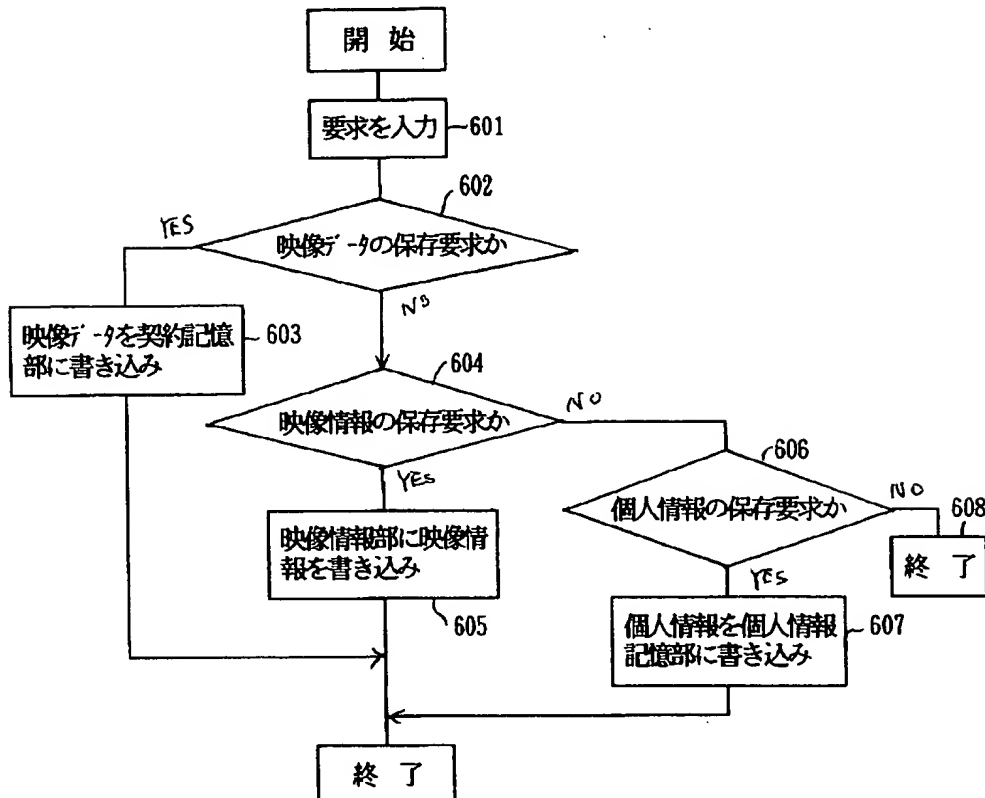 開 始
要求を入力
601
602
YES
映像データの保存要求か
NO
映像データを契約記憶
部に書き込み
603
604
映像情報の保存要求か
NO
YES
606
個人情報の保存要求か
NO
608
終 了
YES
映像情報部に映像情
報を書き込み
605
個人情報を個人情報
記憶部に書き込み
607
終 了